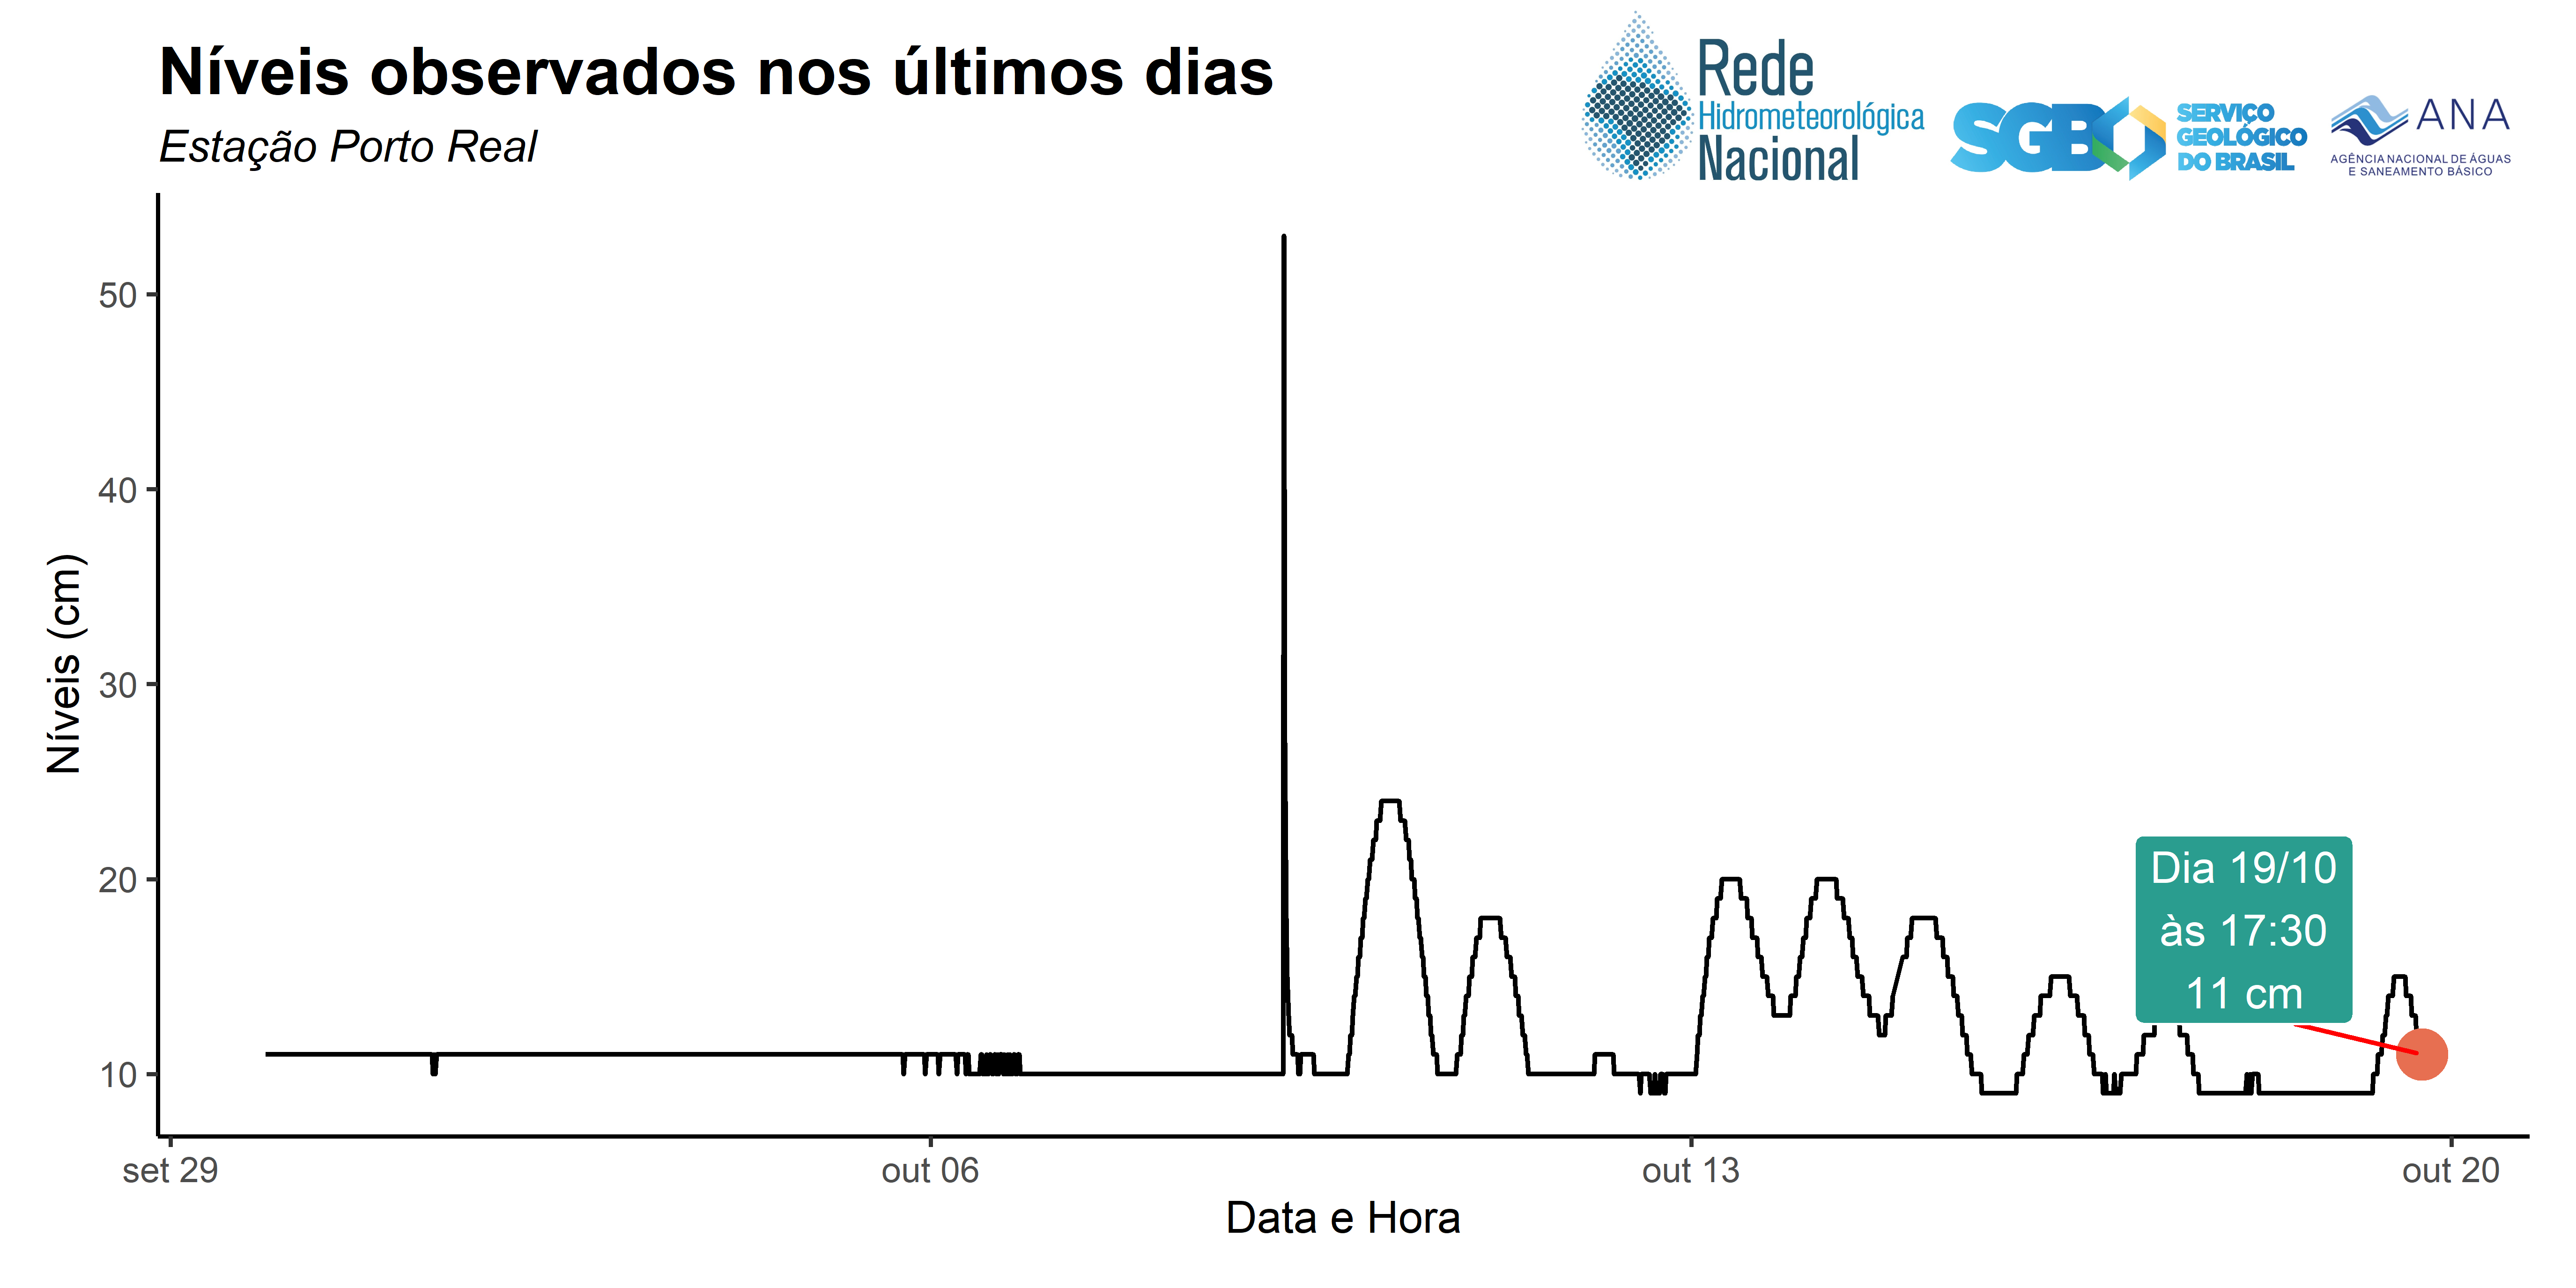 Níveis observados nos últimos dias
Estação Porto Real
Rede
Hidrometeorológica
Nacional
SGB
SERVIÇO
GEOLÓGICO
DO BRASIL
ANA
AGÊNCIA NACIONAL DE ÁGUAS
E SANEAMENTO BÁSICO
Níveis (cm)
50
40
30
20
10
Dia 19/10
às 17:30
11 cm
set 29
out 06
out 13
out 20
Data e Hora